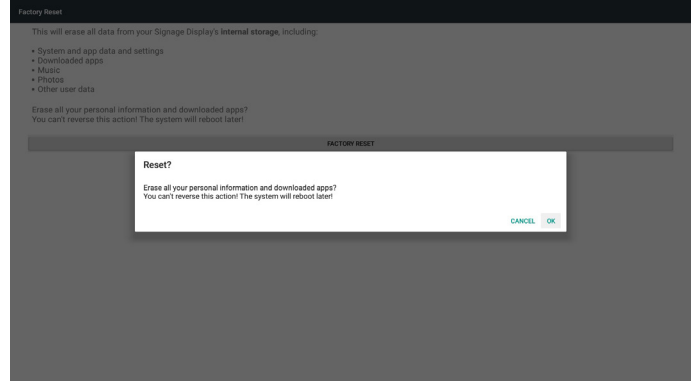 Factory Reset
This will erase all data from your Signage Display's internal storage, including:
• System and app data and settings
• Downloaded apps
• Music
• Photos
• Other user data
Erase all your personal information and downloaded apps?
You can't reverse this action! The system will reboot later!
FACTORY RESET
Reset?
Erase all your personal information and downloaded apps?
You can't reverse this action! The system will reboot later!
CANCEL OK